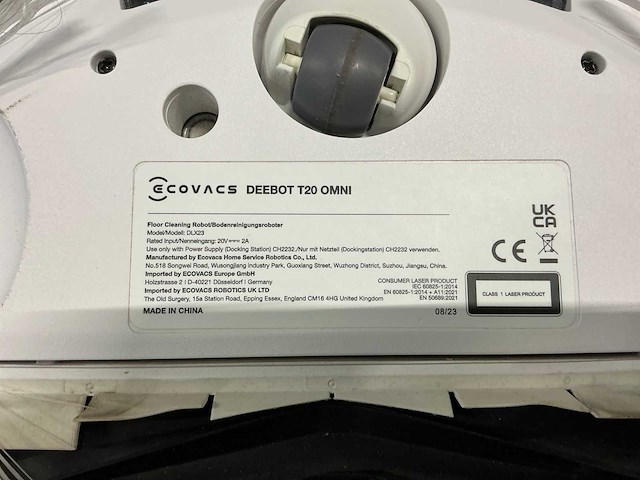 ECOVACS DEEBOT T20 OMNI
Floor Cleaning Robot/Bodenreinigungsroboter
Model/Modell: DLX23
Rated Input/Nenneingang: 20V⎓ 2A
Use only with Power Supply (Docking Station) CH2232./Nur mit Netzteil (Dockingstation) CH2232 verwenden.
Manufactured by Ecovacs Home Service Robotics Co., Ltd.
No.518 Songwei Road, Wusongjiang Industry Park, Guoxiang Street, Wuzhong District, Suzhou, Jiangsu, China.
Imported by ECOVACS Europe GmbH
Holzstrasse 2 I D-40221 Düsseldorf I Germany
Imported by ECOVACS ROBOTICS UK LTD
The Old Surgery, 15a Station Road, Epping Essex, England CM16 4HG United Kingdom
MADE IN CHINA
UK
CA
CE
CONSUMER LASER PRODUCT
IEC 60825-1:2014
EN 60825-1:2014 + A11:2021
EN 50689:2021
08/23
CLASS 1 LASER PRODUCT